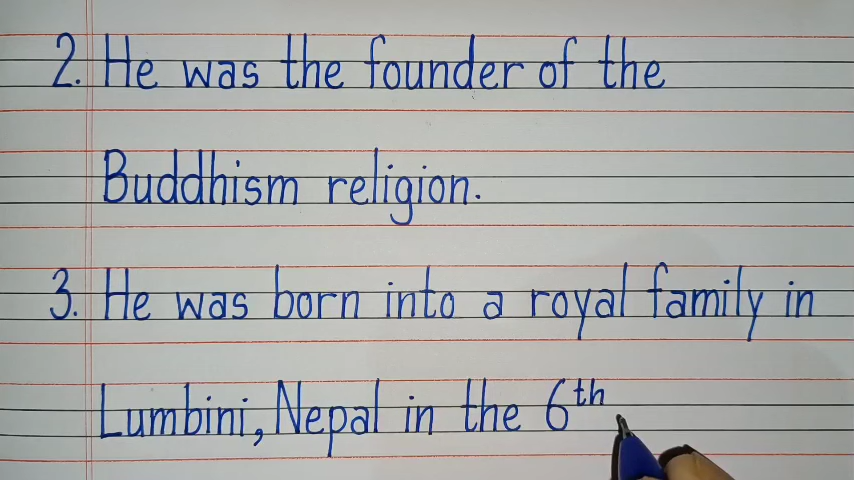 2. He was the founder of the
Buddhism religion.
3. He was born into a royal family in
Lumbini, Nepal in the 6th